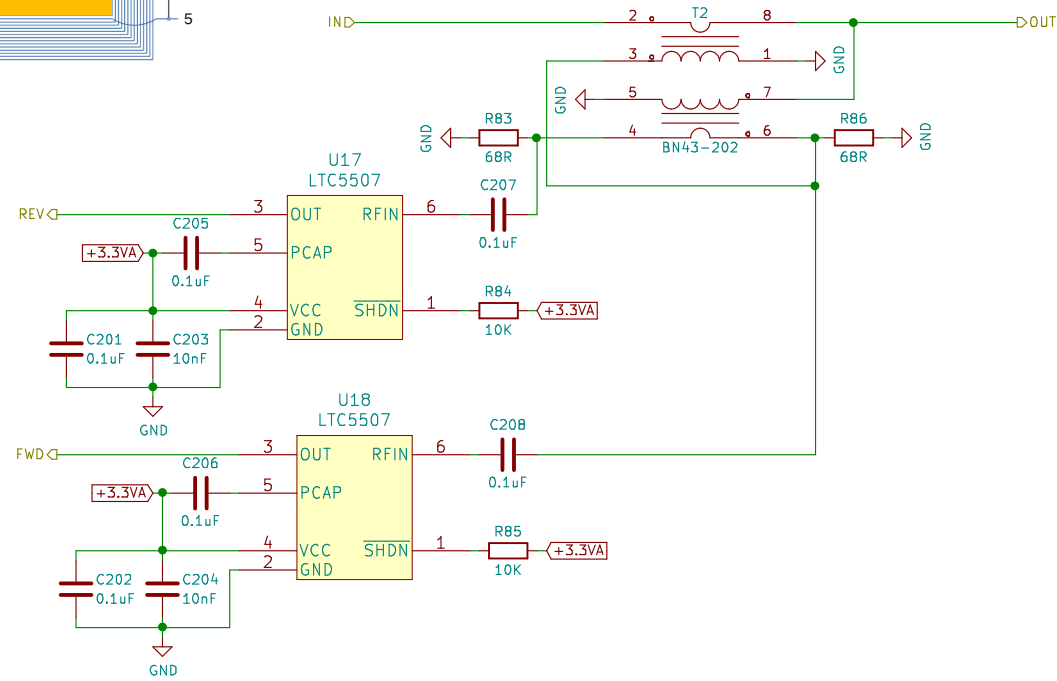 5
IN
2
T2
8
OUT
3
1
GND
GND
5
7
GND
R83
68R
4
6
BN43-202
R86
68R
GND
U17
LTC5507
REV
3
OUT
RFIN
6
C207
0.1uF
C205
0.1uF
+3.3VA
5
PCAP
4
VCC
2
GND
SHDN
1
R84
10K
+3.3VA
C201
0.1uF
C203
10nF
GND
U18
LTC5507
FWD
3
OUT
RFIN
6
C208
0.1uF
C206
0.1uF
+3.3VA
5
PCAP
4
VCC
2
GND
SHDN
1
R85
10K
+3.3VA
C202
0.1uF
C204
10nF
GND